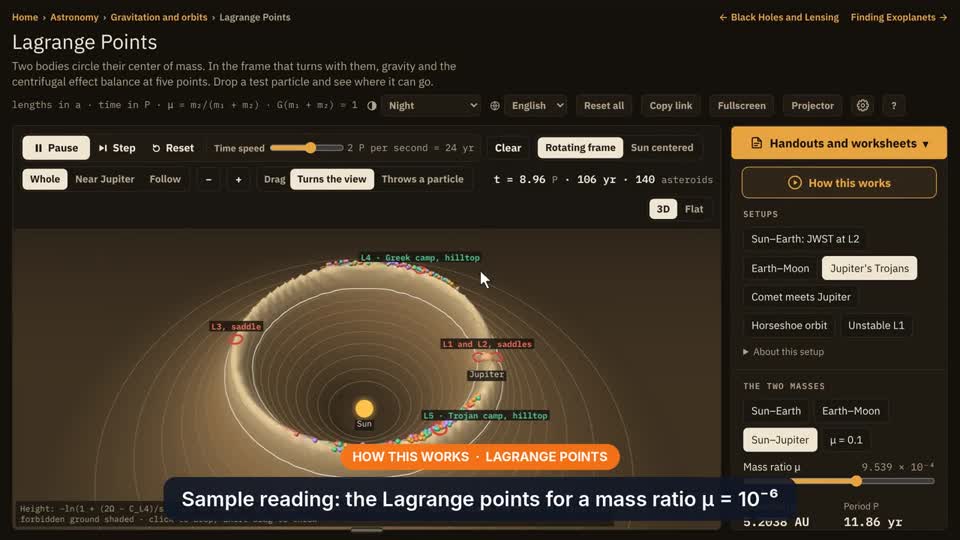 Home › Astronomy › Gravitation and orbits › Lagrange Points
← Black Holes and Lensing Finding Exoplanets →
Lagrange Points
Two bodies circle their center of mass. In the frame that turns with them, gravity and the
centrifugal effect balance at five points. Drop a test particle and see where it can go.
lengths in a · time in P · μ = m₂/(m₁ + m₂) · G(m₁ + m₂) = 1
Night
English
Reset all
Copy link
Fullscreen
Projector
?
Pause
Step
Reset
Time speed
2 P per second = 24 yr
Clear
Rotating frame
Sun centered
Handouts and worksheets ▾
Whole
Near Jupiter
Follow
−
+
Drag
Turns the view
Throws a particle
t = 8.96 P · 106 yr · 140 asteroids
3D
Flat
How this works
SETUPS
Sun–Earth: JWST at L2
Earth–Moon
Jupiter's Trojans
Comet meets Jupiter
Horseshoe orbit
Unstable L1
▸ About this setup
L4 · Greek camp, hilltop
L3, saddle
L1 and L2, saddles
Jupiter
Sun
L5 · Trojan camp, hilltop
THE TWO MASSES
Sun–Earth
Earth–Moon
Sun–Jupiter
μ = 0.1
Mass ratio μ
9.539 × 10⁻⁴
HOW THIS WORKS · LAGRANGE POINTS
Sample reading: the Lagrange points for a mass ratio μ = 10⁻⁶
Height: −ln(1 + (2Ω − C_L4)/s
forbidden ground shaded
Period P
5.2038 AU
11.86 yr